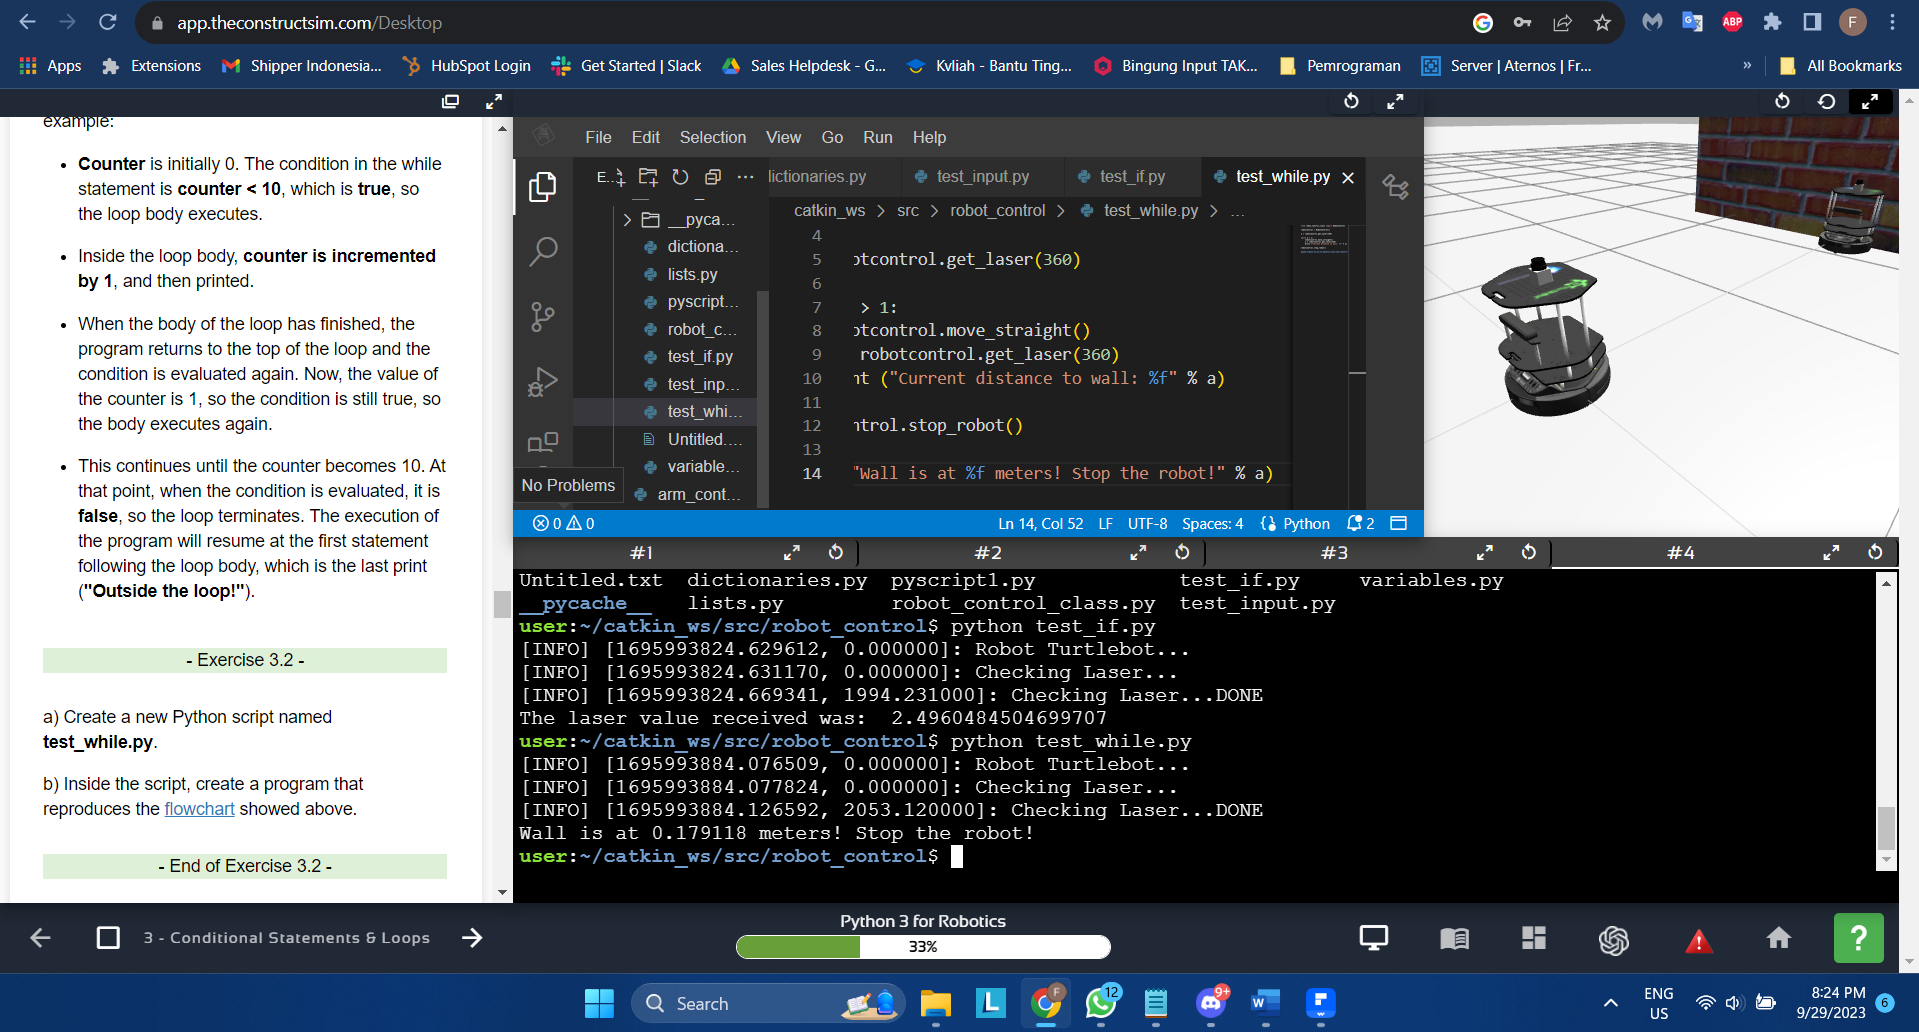 app.theconstructsim.com/Desktop
ABP
F
Apps
Extensions
Shipper Indonesia...
HubSpot Login
Get Started | Slack
Sales Helpdesk - G...
Kvliah - Bantu Ting...
Bingung Input TAK...
Pemrograman
Server | Aternos | Fr...
»
All Bookmarks
example:
• Counter is initially 0. The condition in the while
statement is counter < 10, which is true, so
the loop body executes.
• Inside the loop body, counter is incremented
by 1, and then printed.
• When the body of the loop has finished, the
program returns to the top of the loop and the
condition is evaluated again. Now, the value of
the counter is 1, so the condition is still true, so
the body executes again.
• This continues until the counter becomes 10. At
that point, when the condition is evaluated, it is
false, so the loop terminates. The execution of
the program will resume at the first statement
following the loop body, which is the last print
("Outside the loop!").
- Exercise 3.2 -
a) Create a new Python script named
test_while.py.
b) Inside the script, create a program that
reproduces the flowchart showed above.
- End of Exercise 3.2 -
File Edit Selection View Go Run Help
E...
lictionaries.py
test_input.py
test_if.py
test_while.py
catkin_ws > src > robot_control > test_while.py > ...
__pyca...
dictiona...
lists.py
pyscript...
robot_c...
test_if.py
test_inp...
test_whi...
Untitled....
variable...
arm_cont...
No Problems
4
5 otcontrol.get_laser(360)
6
7 > 1:
8 otcontrol.move_straight()
9 robotcontrol.get_laser(360)
10 nt ("Current distance to wall: %f" % a)
11
12 ntrol.stop_robot()
13
14 "Wall is at %f meters! Stop the robot!" % a)
0 0
Ln 14, Col 52 LF UTF-8 Spaces: 4 Python 2
#1
#2
#3
#4
Untitled.txt dictionaries.py pyscript1.py test_if.py variables.py
__pycache__ lists.py robot_control_class.py test_input.py
user:~/catkin_ws/src/robot_control$ python test_if.py
[INFO] [1695993824.629612, 0.000000]: Robot Turtlebot...
[INFO] [1695993824.631170, 0.000000]: Checking Laser...
[INFO] [1695993824.669341, 1994.231000]: Checking Laser...DONE
The laser value received was: 2.4960484504699707
user:~/catkin_ws/src/robot_control$ python test_while.py
[INFO] [1695993884.076509, 0.000000]: Robot Turtlebot...
[INFO] [1695993884.077824, 0.000000]: Checking Laser...
[INFO] [1695993884.126592, 2053.120000]: Checking Laser...DONE
Wall is at 0.179118 meters! Stop the robot!
user:~/catkin_ws/src/robot_control$
3 - Conditional Statements & Loops
Python 3 for Robotics
33%
?
Search
L
F
12
9+
W
ENG
US
8:24 PM
9/29/2023
6